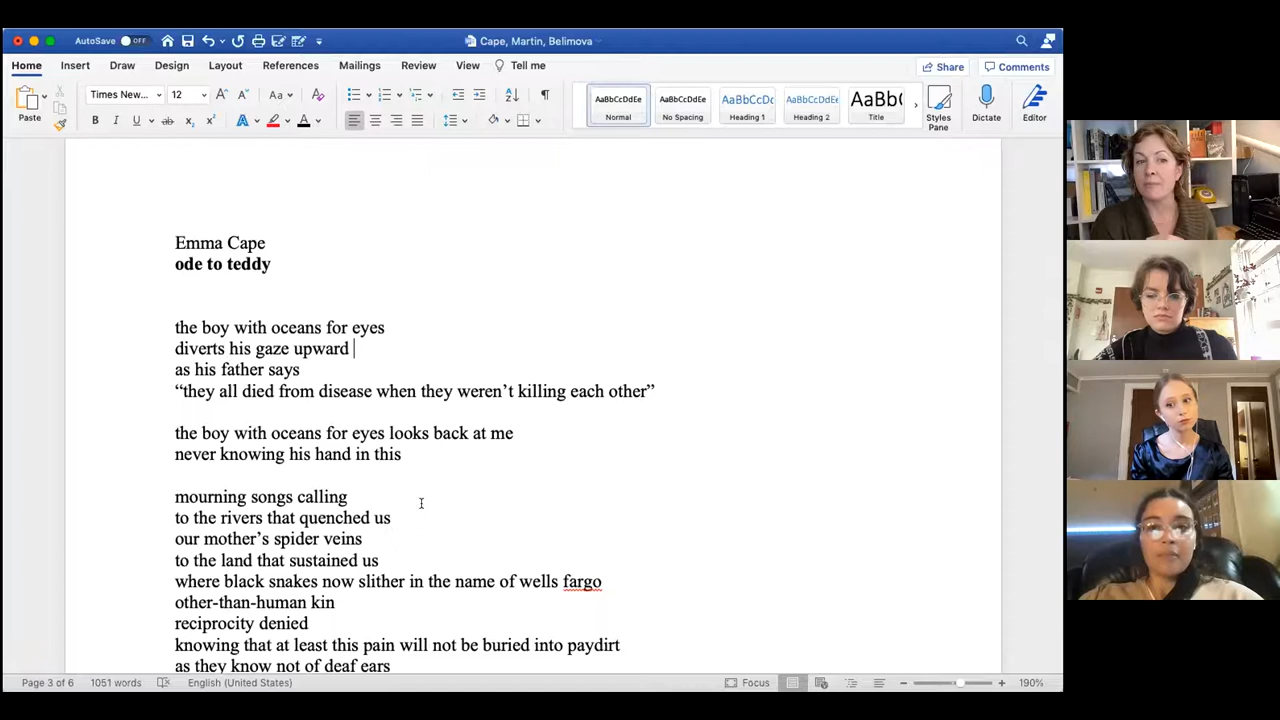 AutoSave OFF
Cape, Martin, Belimova
Home Insert Draw Design Layout References Mailings Review View Tell me Share Comments
Paste
Times New... 12
AaBbCcDdEe Normal
AaBbCcDdEe No Spacing
AaBbCcDc Heading 1
AaBbCcDdEe Heading 2
AaBb( Title
Styles Pane
Dictate
Editor
Emma Cape
ode to teddy
the boy with oceans for eyes
diverts his gaze upward
as his father says
“they all died from disease when they weren’t killing each other”
the boy with oceans for eyes looks back at me
never knowing his hand in this
mourning songs calling
to the rivers that quenched us
our mother’s spider veins
to the land that sustained us
where black snakes now slither in the name of wells fargo
other-than-human kin
reciprocity denied
knowing that at least this pain will not be buried into paydirt
as they know not of deaf ears
Page 3 of 6 1051 words English (United States) Focus 190%